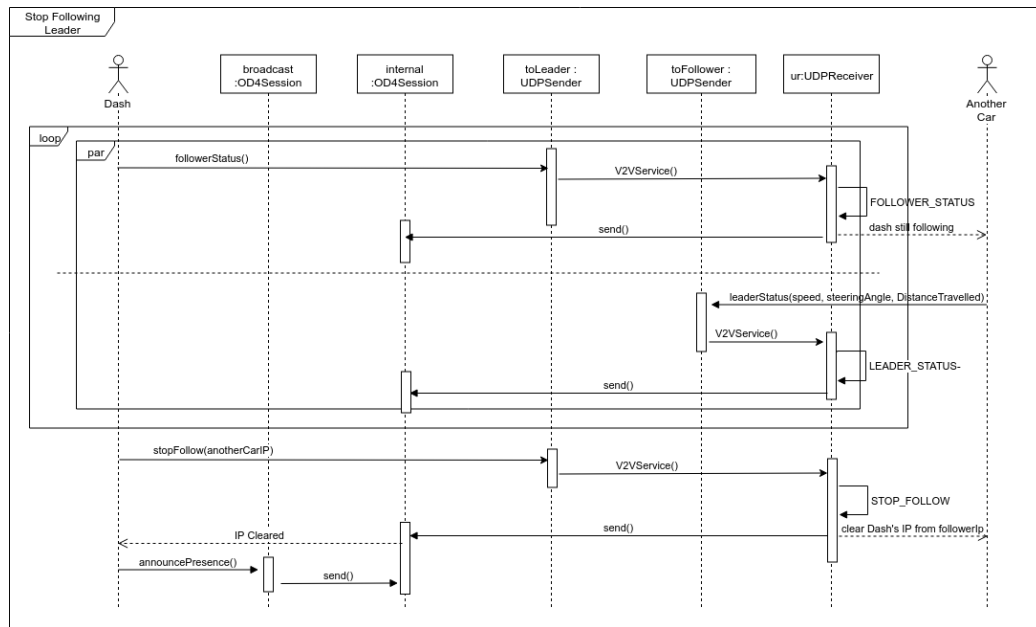 Stop Following
Leader
broadcast
:OD4Session
internal
:OD4Session
toLeader :
UDPSender
toFollower :
UDPSender
ur:UDPReceiver
Dash
Another
Car
loop
par
followerStatus()
V2VService()
FOLLOWER_STATUS
send()
dash still following
leaderStatus(speed, steeringAngle, DistanceTravelled)
V2VService()
LEADER_STATUS-
send()
stopFollow(anotherCarIP)
V2VService()
STOP_FOLLOW
send()
clear Dash's IP from followerIp
IP Cleared
announcePresence()
send()